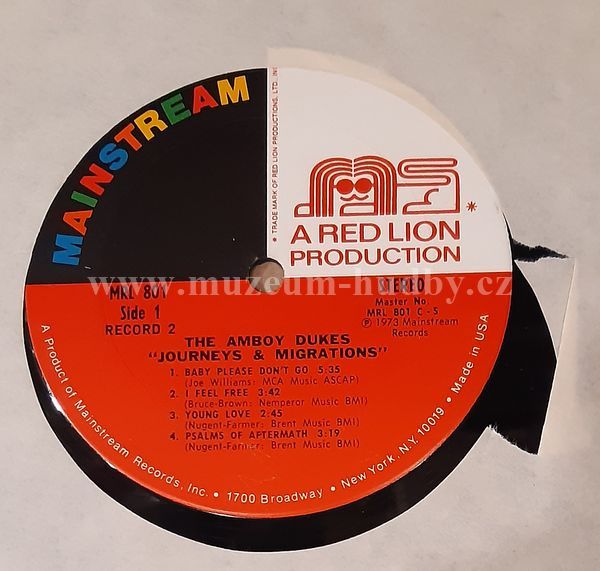 MAINSTREAM
* TRADE MARK OF RED LION PRODUCTIONS, LTD., INC.
A RED LION
PRODUCTION
*
www.muzeum-hudby.cz
MRL 801
Side 1
RECORD 2
STEREO
Master No.
MRL 801 C - S
℗ 1973 Mainstream
Records
THE AMBOY DUKES
"JOURNEYS & MIGRATIONS"
1. BABY PLEASE DON'T GO 5:35
(Joe Williams: MCA Music ASCAP)
2. I FEEL FREE 3:42
(Bruce-Brown: Nemperor Music BMI)
3. YOUNG LOVE 2:45
(Nugent-Farmer: Brent Music BMI)
4. PSALMS OF AFTERMATH 3:19
(Nugent-Farmer: Brent Music BMI)
A Product of Mainstream Records, Inc. • 1700 Broadway • New York, N.Y. 10019 • Made in USA